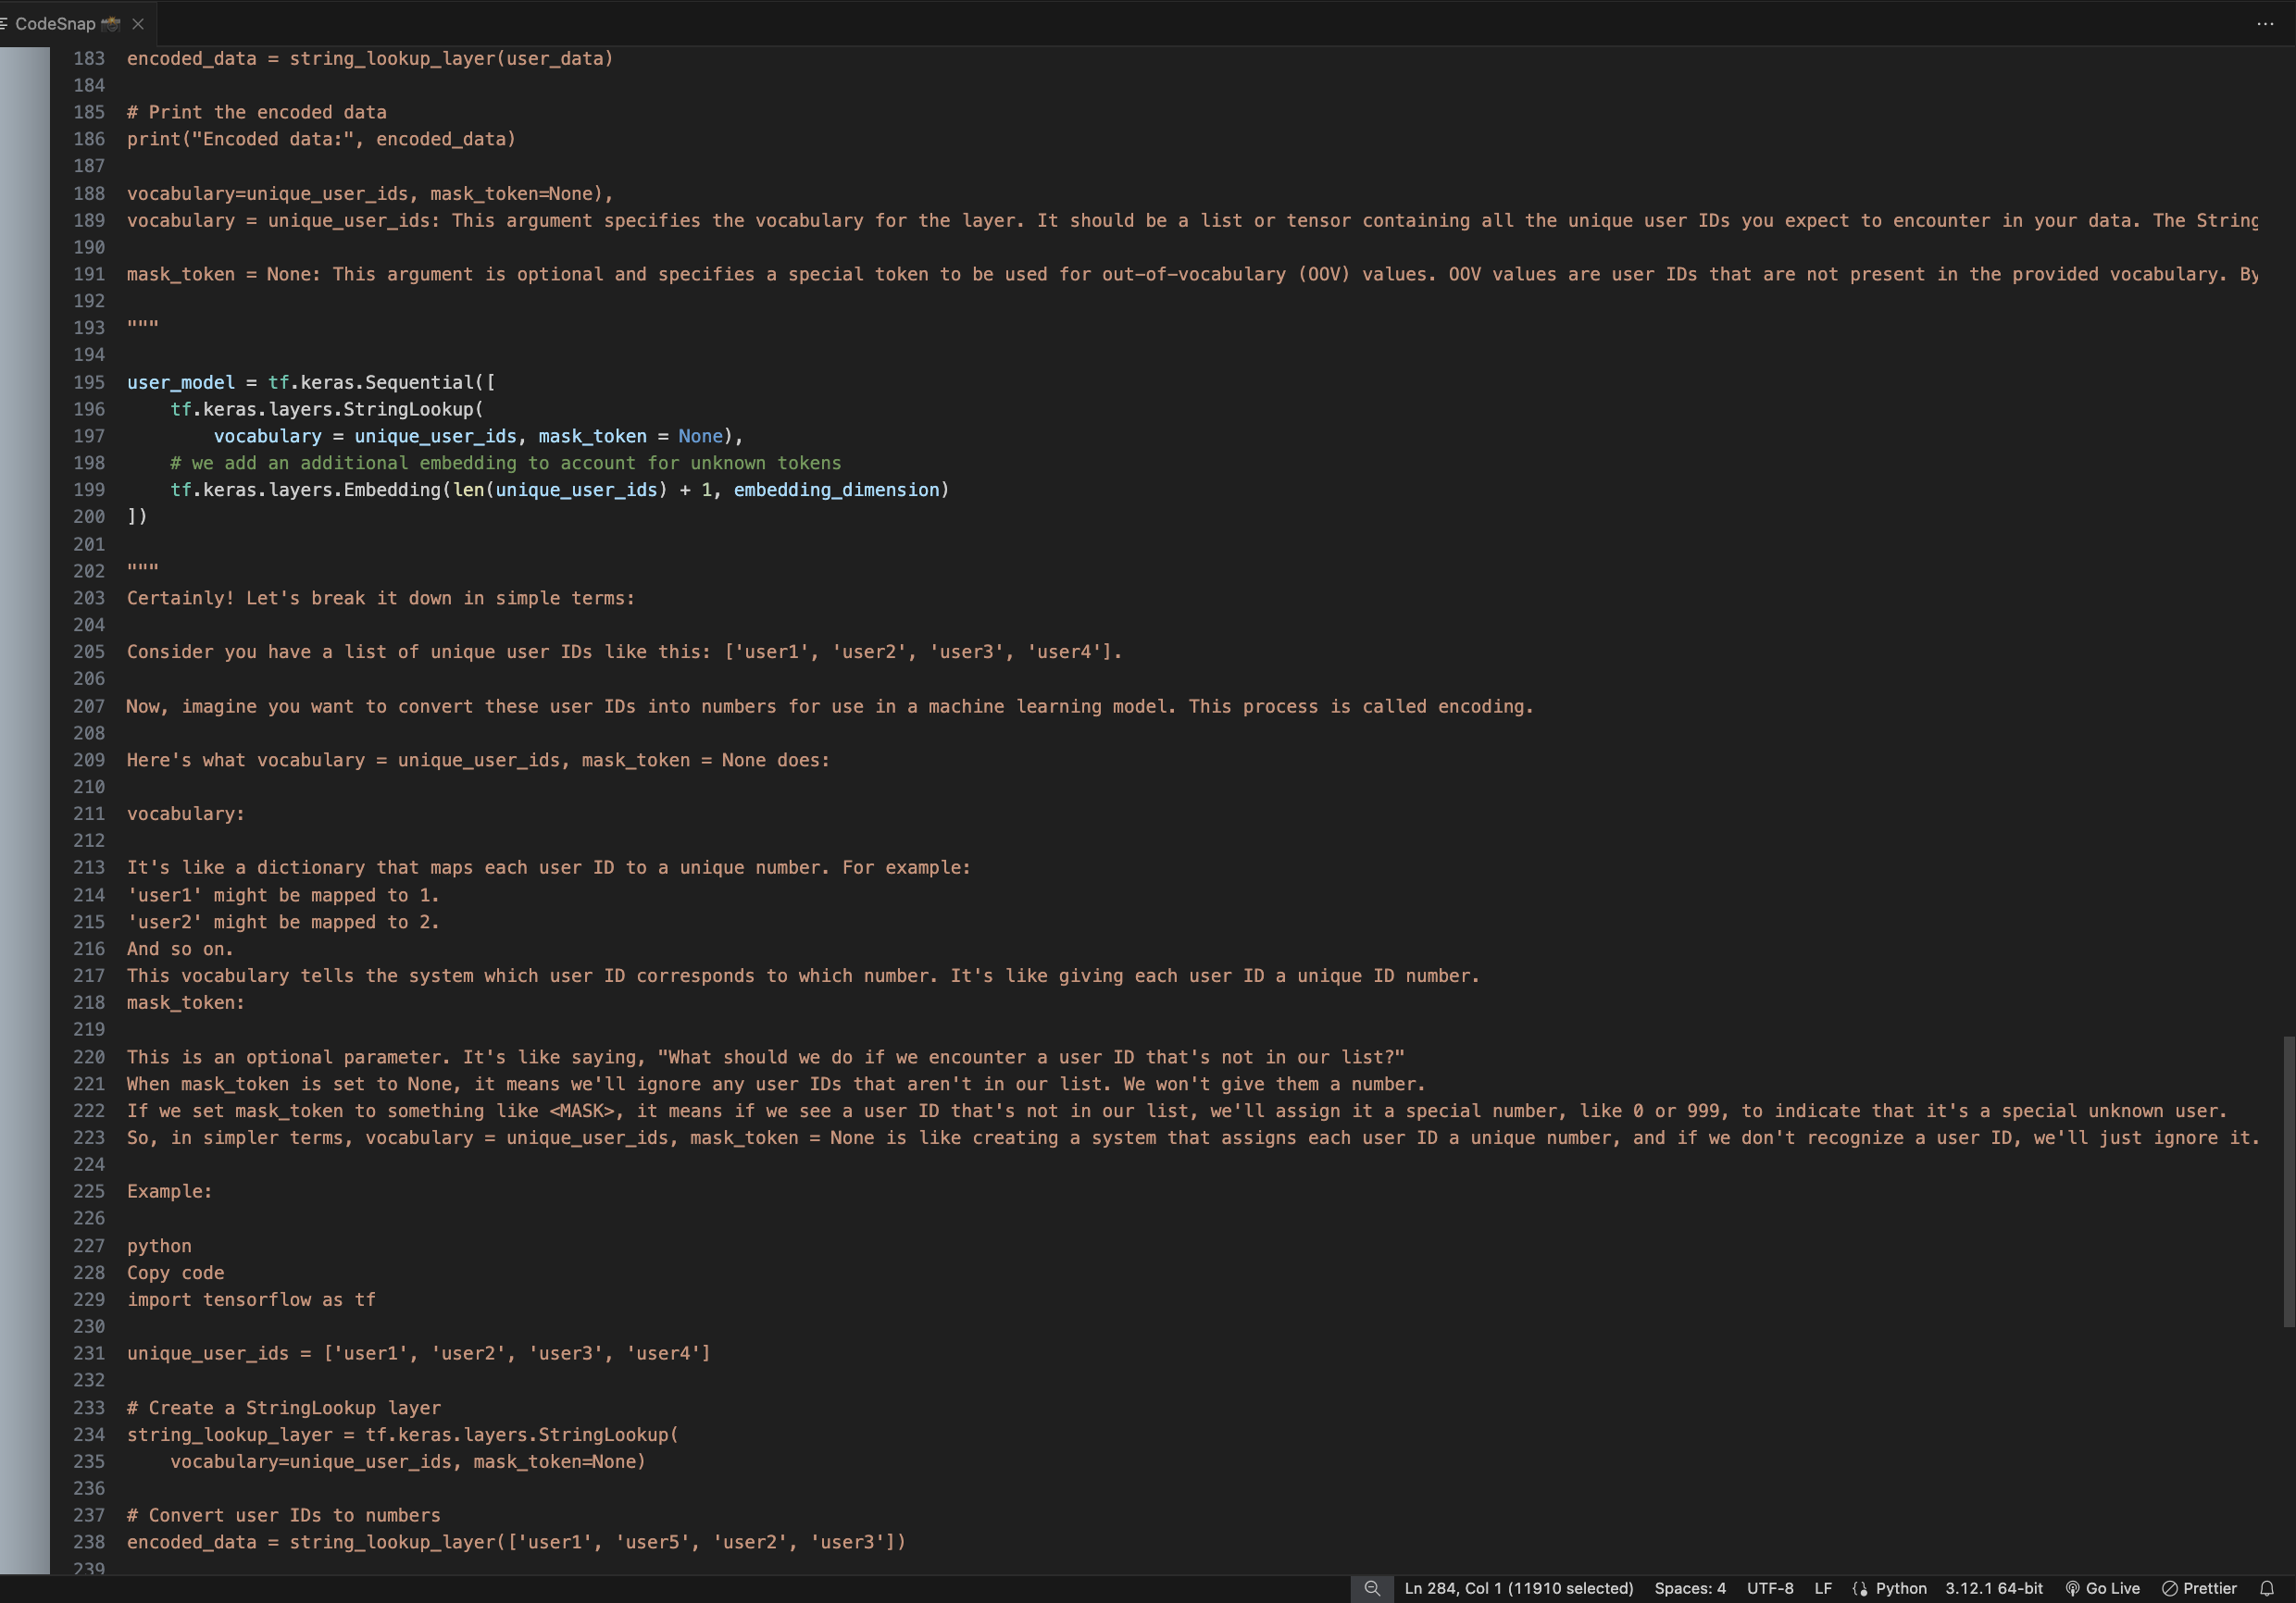 CodeSnap 📸
183 encoded_data = string_lookup_layer(user_data)
184
185 # Print the encoded data
186 print("Encoded data:", encoded_data)
187
188 vocabulary=unique_user_ids, mask_token=None),
189 vocabulary = unique_user_ids: This argument specifies the vocabulary for the layer. It should be a list or tensor containing all the unique user IDs you expect to encounter in your data. The String
190
191 mask_token = None: This argument is optional and specifies a special token to be used for out-of-vocabulary (OOV) values. OOV values are user IDs that are not present in the provided vocabulary. By
192
193 """
194
195 user_model = tf.keras.Sequential([
196     tf.keras.layers.StringLookup(
197         vocabulary = unique_user_ids, mask_token = None),
198     # we add an additional embedding to account for unknown tokens
199     tf.keras.layers.Embedding(len(unique_user_ids) + 1, embedding_dimension)
200 ])
201
202 """
203 Certainly! Let's break it down in simple terms:
204
205 Consider you have a list of unique user IDs like this: ['user1', 'user2', 'user3', 'user4'].
206
207 Now, imagine you want to convert these user IDs into numbers for use in a machine learning model. This process is called encoding.
208
209 Here's what vocabulary = unique_user_ids, mask_token = None does:
210
211 vocabulary:
212
213 It's like a dictionary that maps each user ID to a unique number. For example:
214 'user1' might be mapped to 1.
215 'user2' might be mapped to 2.
216 And so on.
217 This vocabulary tells the system which user ID corresponds to which number. It's like giving each user ID a unique ID number.
218 mask_token:
219
220 This is an optional parameter. It's like saying, "What should we do if we encounter a user ID that's not in our list?"
221 When mask_token is set to None, it means we'll ignore any user IDs that aren't in our list. We won't give them a number.
222 If we set mask_token to something like <MASK>, it means if we see a user ID that's not in our list, we'll assign it a special number, like 0 or 999, to indicate that it's a special unknown user.
223 So, in simpler terms, vocabulary = unique_user_ids, mask_token = None is like creating a system that assigns each user ID a unique number, and if we don't recognize a user ID, we'll just ignore it.
224
225 Example:
226
227 python
228 Copy code
229 import tensorflow as tf
230
231 unique_user_ids = ['user1', 'user2', 'user3', 'user4']
232
233 # Create a StringLookup layer
234 string_lookup_layer = tf.keras.layers.StringLookup(
235     vocabulary=unique_user_ids, mask_token=None)
236
237 # Convert user IDs to numbers
238 encoded_data = string_lookup_layer(['user1', 'user5', 'user2', 'user3'])
239
Ln 284, Col 1 (11910 selected) Spaces: 4 UTF-8 LF Python 3.12.1 64-bit Go Live Prettier